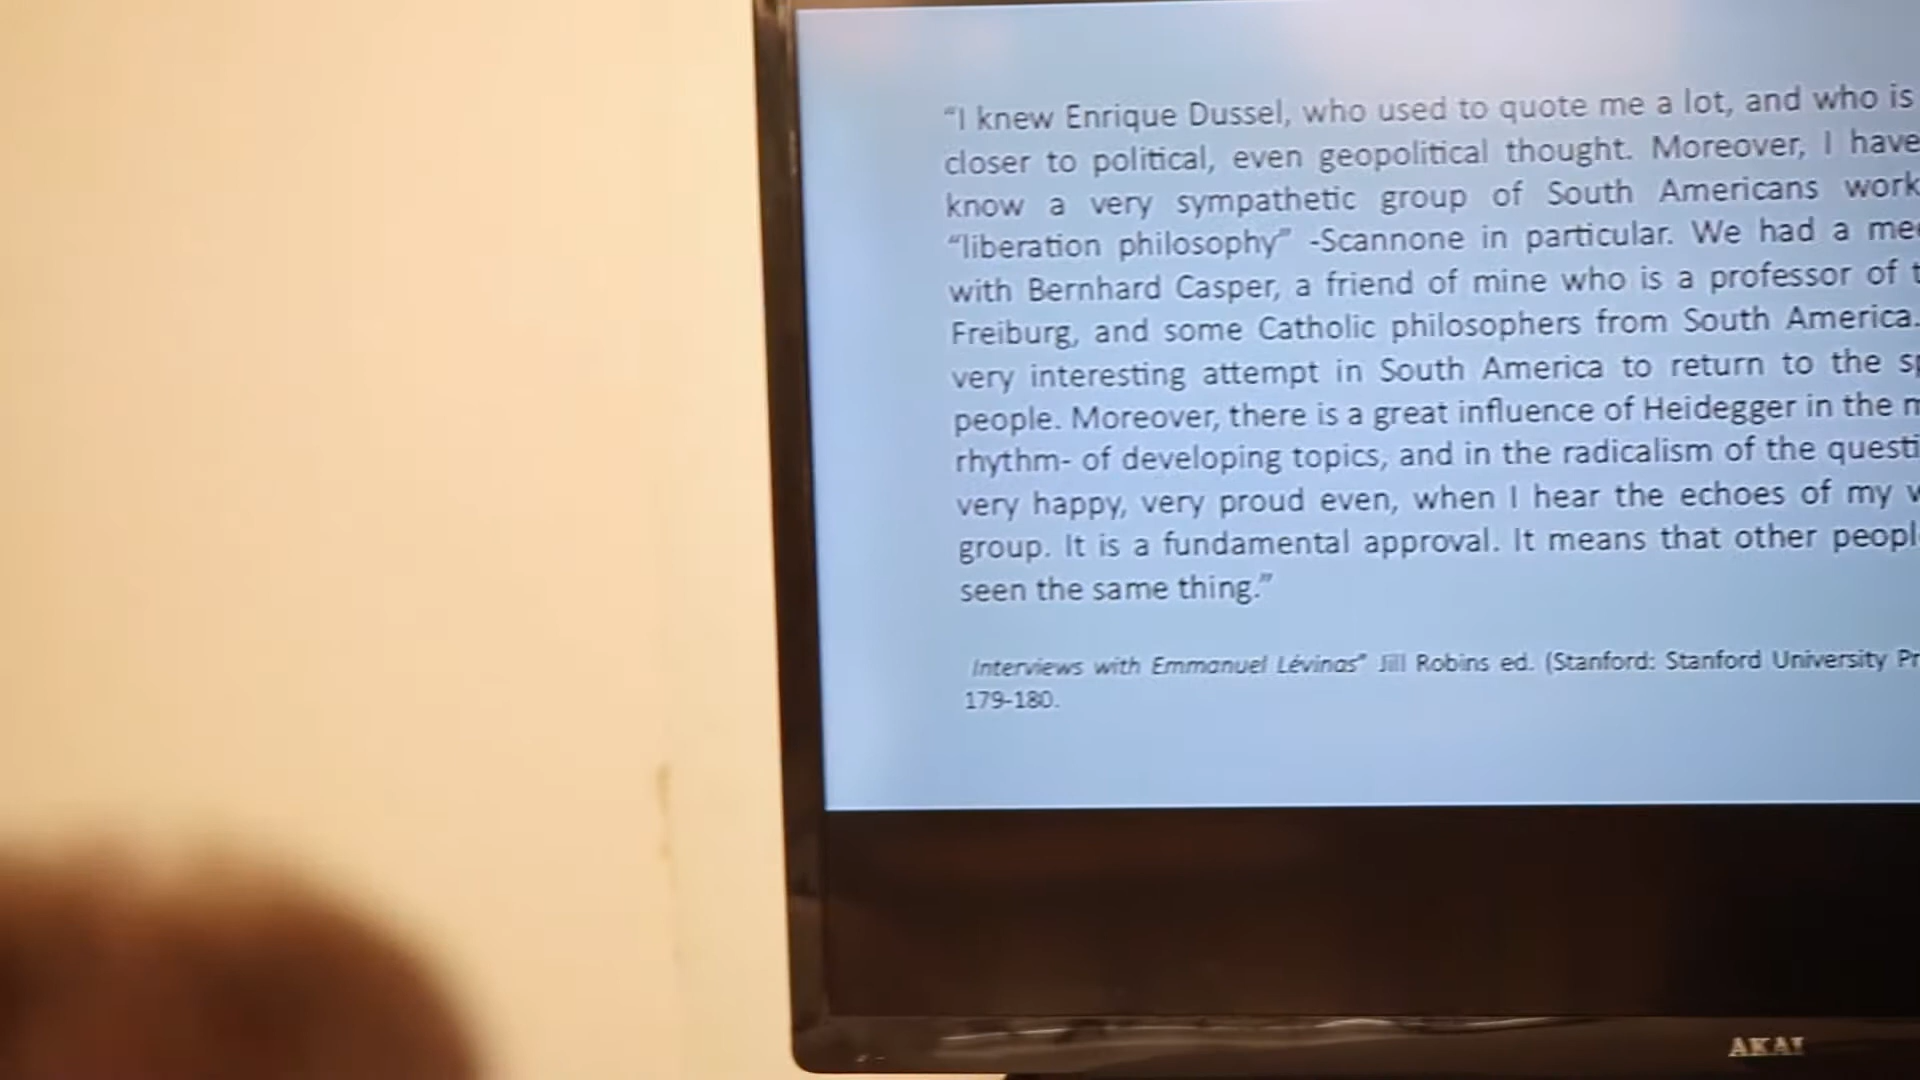 “I knew Enrique Dussel, who used to quote me a lot, and who is
closer to political, even geopolitical thought. Moreover, I have
know a very sympathetic group of South Americans work
“liberation philosophy” -Scannone in particular. We had a mee
with Bernhard Casper, a friend of mine who is a professor of t
Freiburg, and some Catholic philosophers from South America.
very interesting attempt in South America to return to the sp
people. Moreover, there is a great influence of Heidegger in the m
rhythm- of developing topics, and in the radicalism of the questi
very happy, very proud even, when I hear the echoes of my w
group. It is a fundamental approval. It means that other people
seen the same thing.”
Interviews with Emmanuel Lévinas” Jill Robins ed. (Stanford: Stanford University Pr
179-180.
AKAI